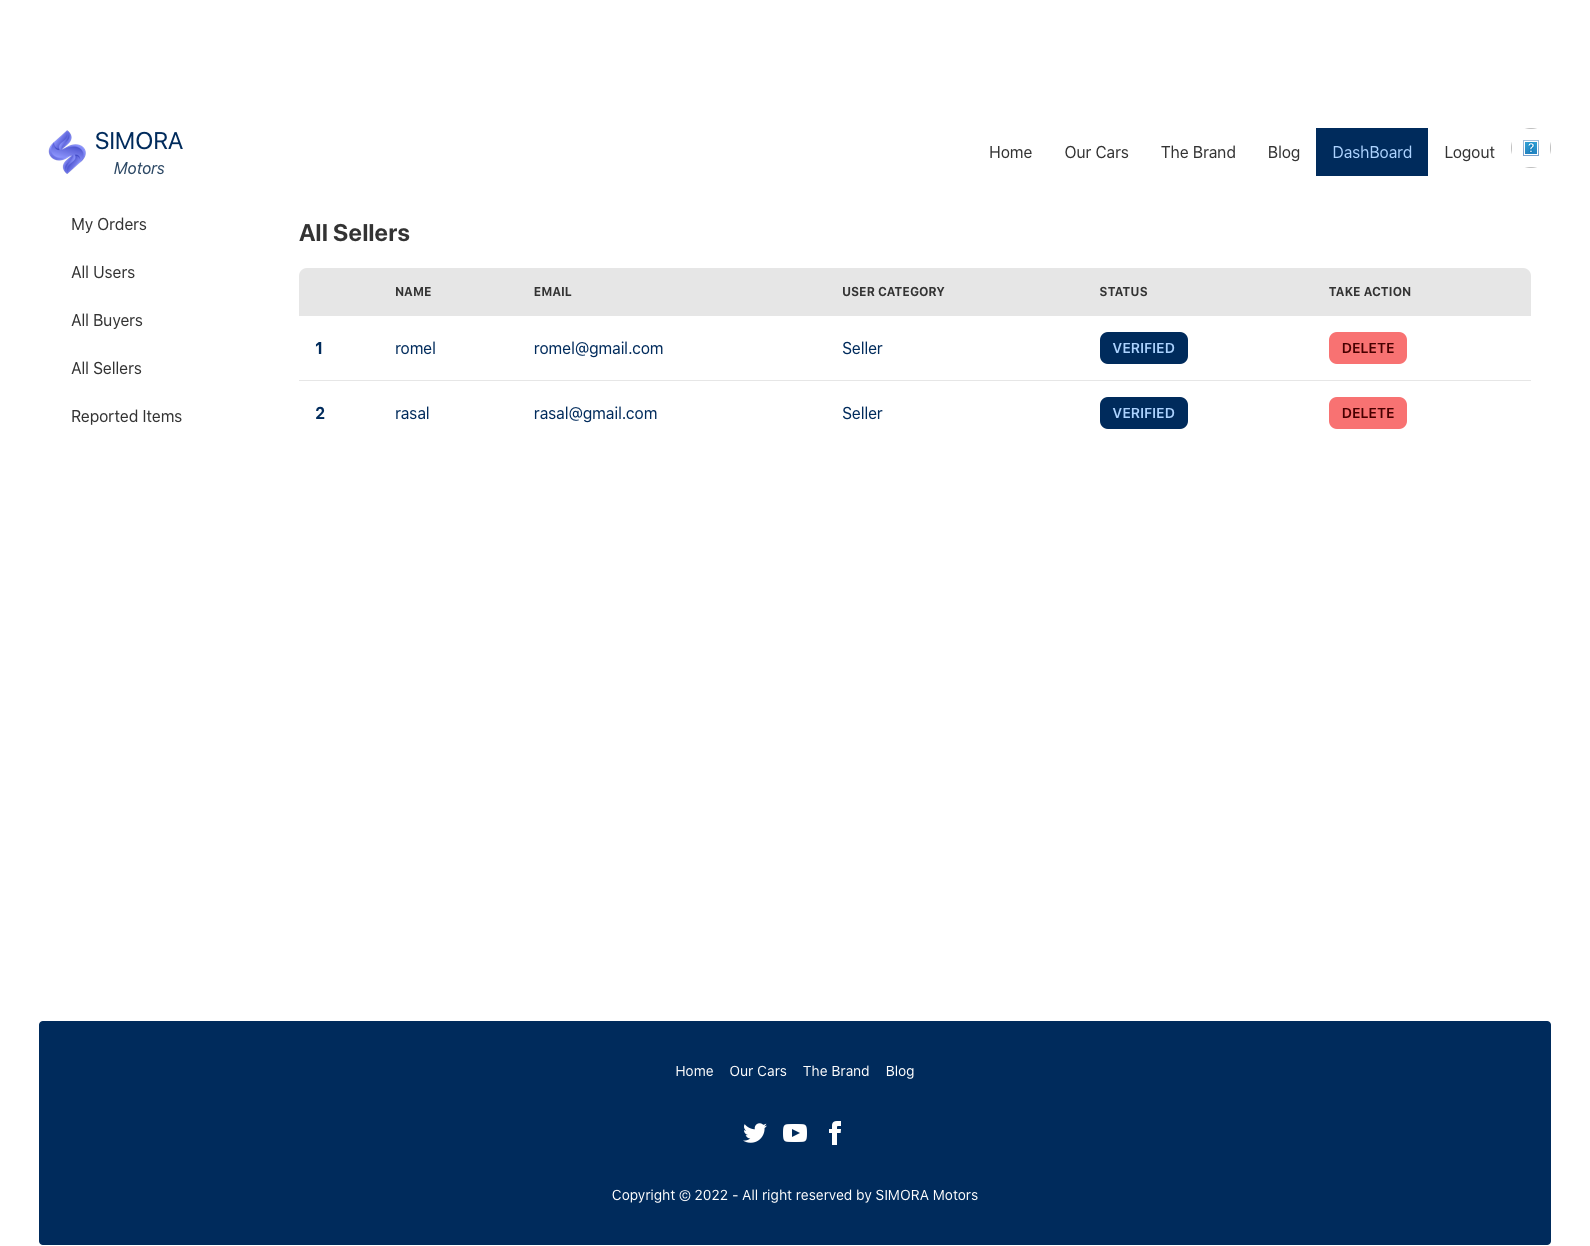 SIMORA
Motors
Home Our Cars The Brand Blog DashBoard Logout
My Orders
All Users
All Buyers
All Sellers
Reported Items
All Sellers
NAME EMAIL USER CATEGORY STATUS TAKE ACTION
1 romel romel@gmail.com Seller VERIFIED DELETE
2 rasal rasal@gmail.com Seller VERIFIED DELETE
Home Our Cars The Brand Blog
Copyright © 2022 - All right reserved by SIMORA Motors